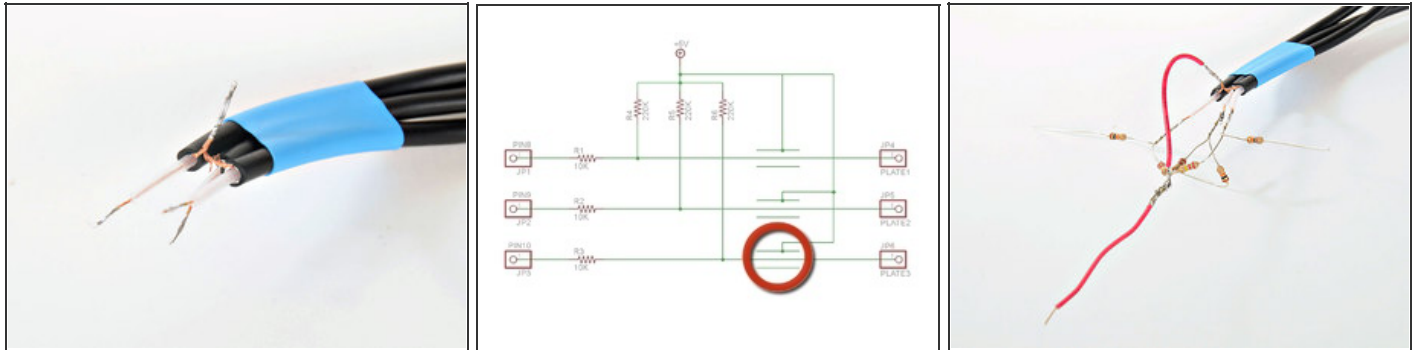 +5V
R4
220K
R5
220K
R6
220K
PIN8
JP1
R1
10K
JP4
PLATE1
PIN9
JP2
R2
10K
JP5
PLATE2
PIN10
JP3
R3
10K
JP6
PLATE3